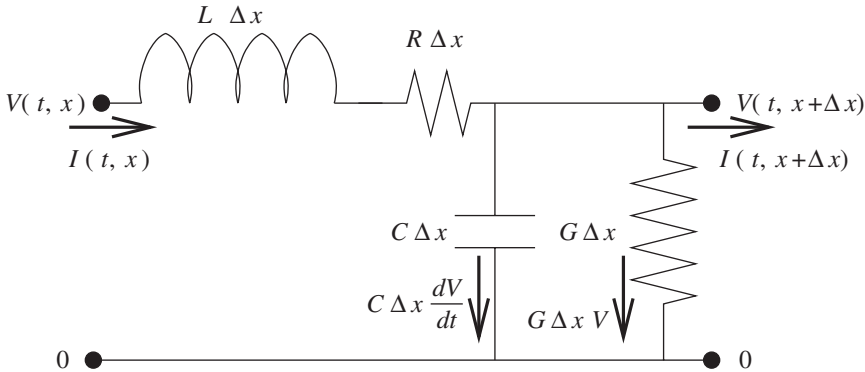 L Δx
R Δx
V( t, x)
V( t, x+Δx)
I ( t, x)
I ( t, x+Δx)
C Δx
G Δx
C Δx dV/dt
G Δx V
0
0